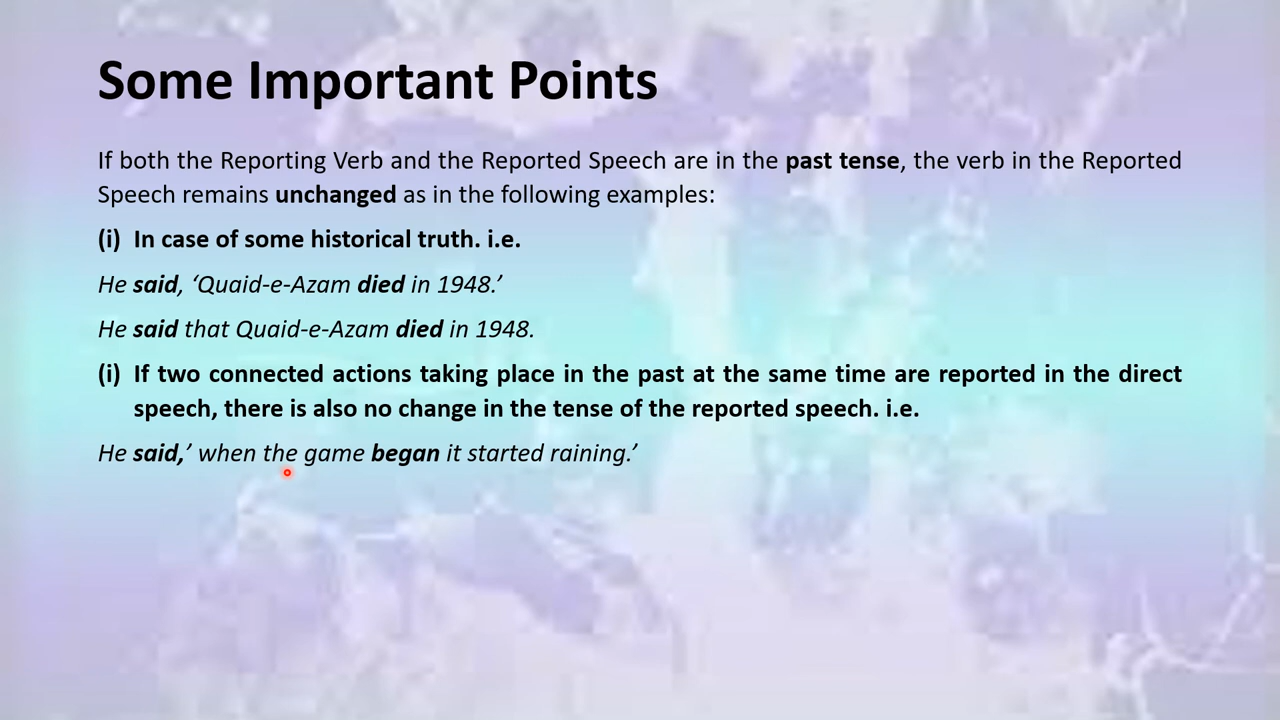 Some Important Points
If both the Reporting Verb and the Reported Speech are in the past tense, the verb in the Reported
Speech remains unchanged as in the following examples:
(i) In case of some historical truth. i.e.
He said, ‘Quaid-e-Azam died in 1948.’
He said that Quaid-e-Azam died in 1948.
(i) If two connected actions taking place in the past at the same time are reported in the direct
speech, there is also no change in the tense of the reported speech. i.e.
He said,’ when the game began it started raining.’